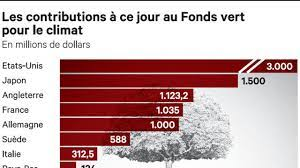 Les contributions à ce jour au Fonds vert
pour le climat
En millions de dollars
Etats-Unis 3.000
Japon 1.500
Angleterre 1.123,2
France 1.035
Allemagne 1.000
Suède 588
Italie 312,5